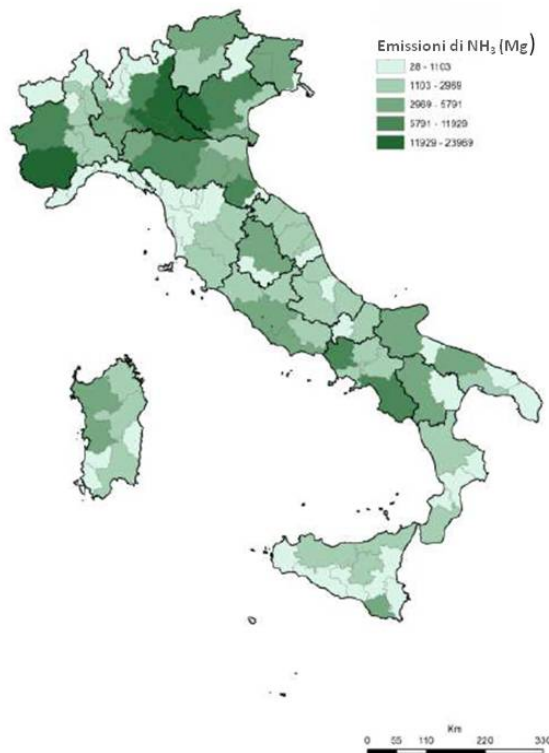 Emissioni di NH₃ (Mg)
28 - 1103
1103 - 2969
2969 - 5791
5791 - 11929
11929 - 23969
Km
0 55 110 220 330